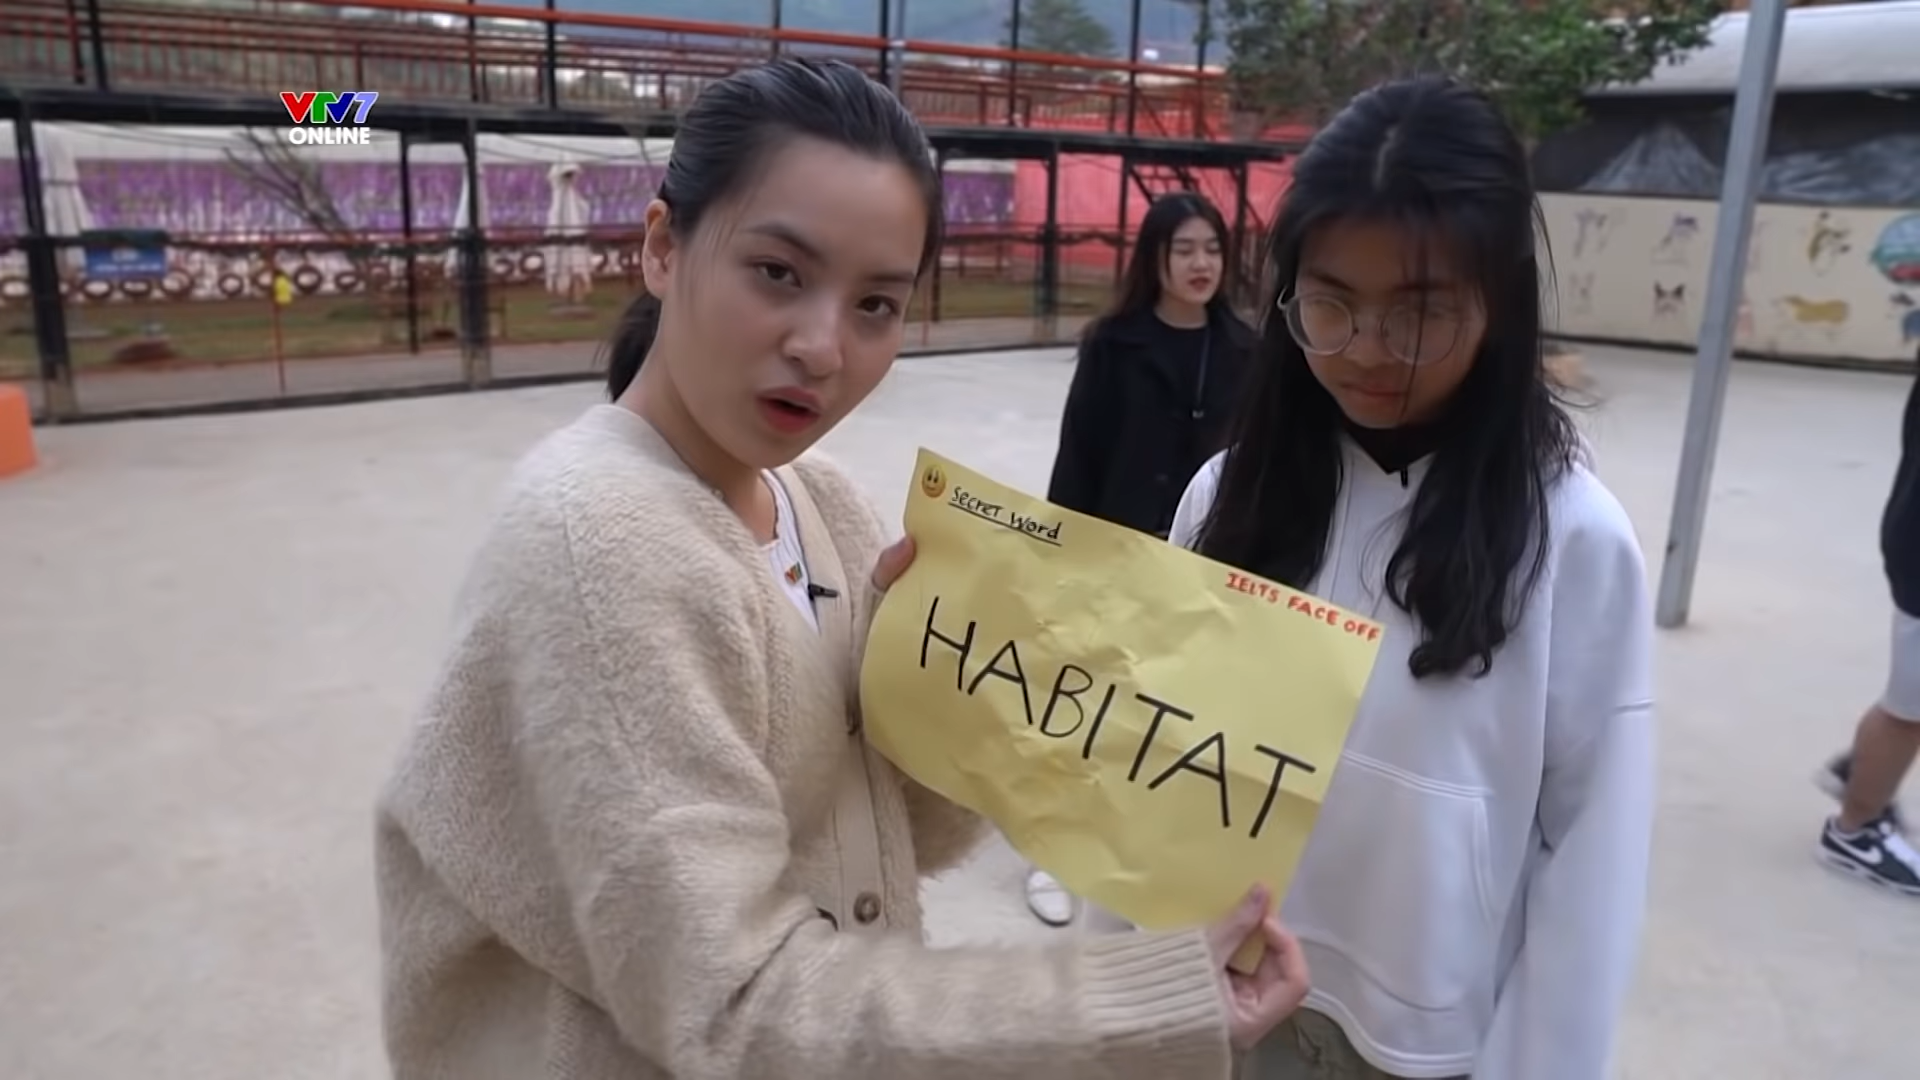 VTV7
ONLINE
Secret Word
IELTS FACE OFF
HABITAT